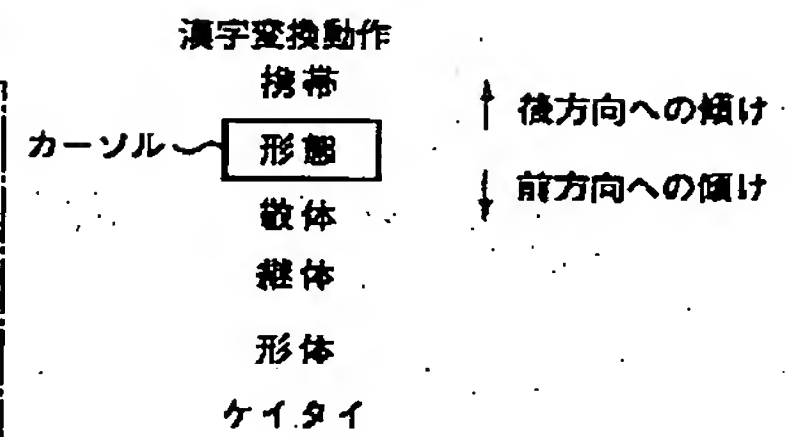 漢字変換動作
携帯
カーソル
形態
敬体
継体
形体
ケイタイ
↑ 後方向への傾け
↓ 前方向への傾け